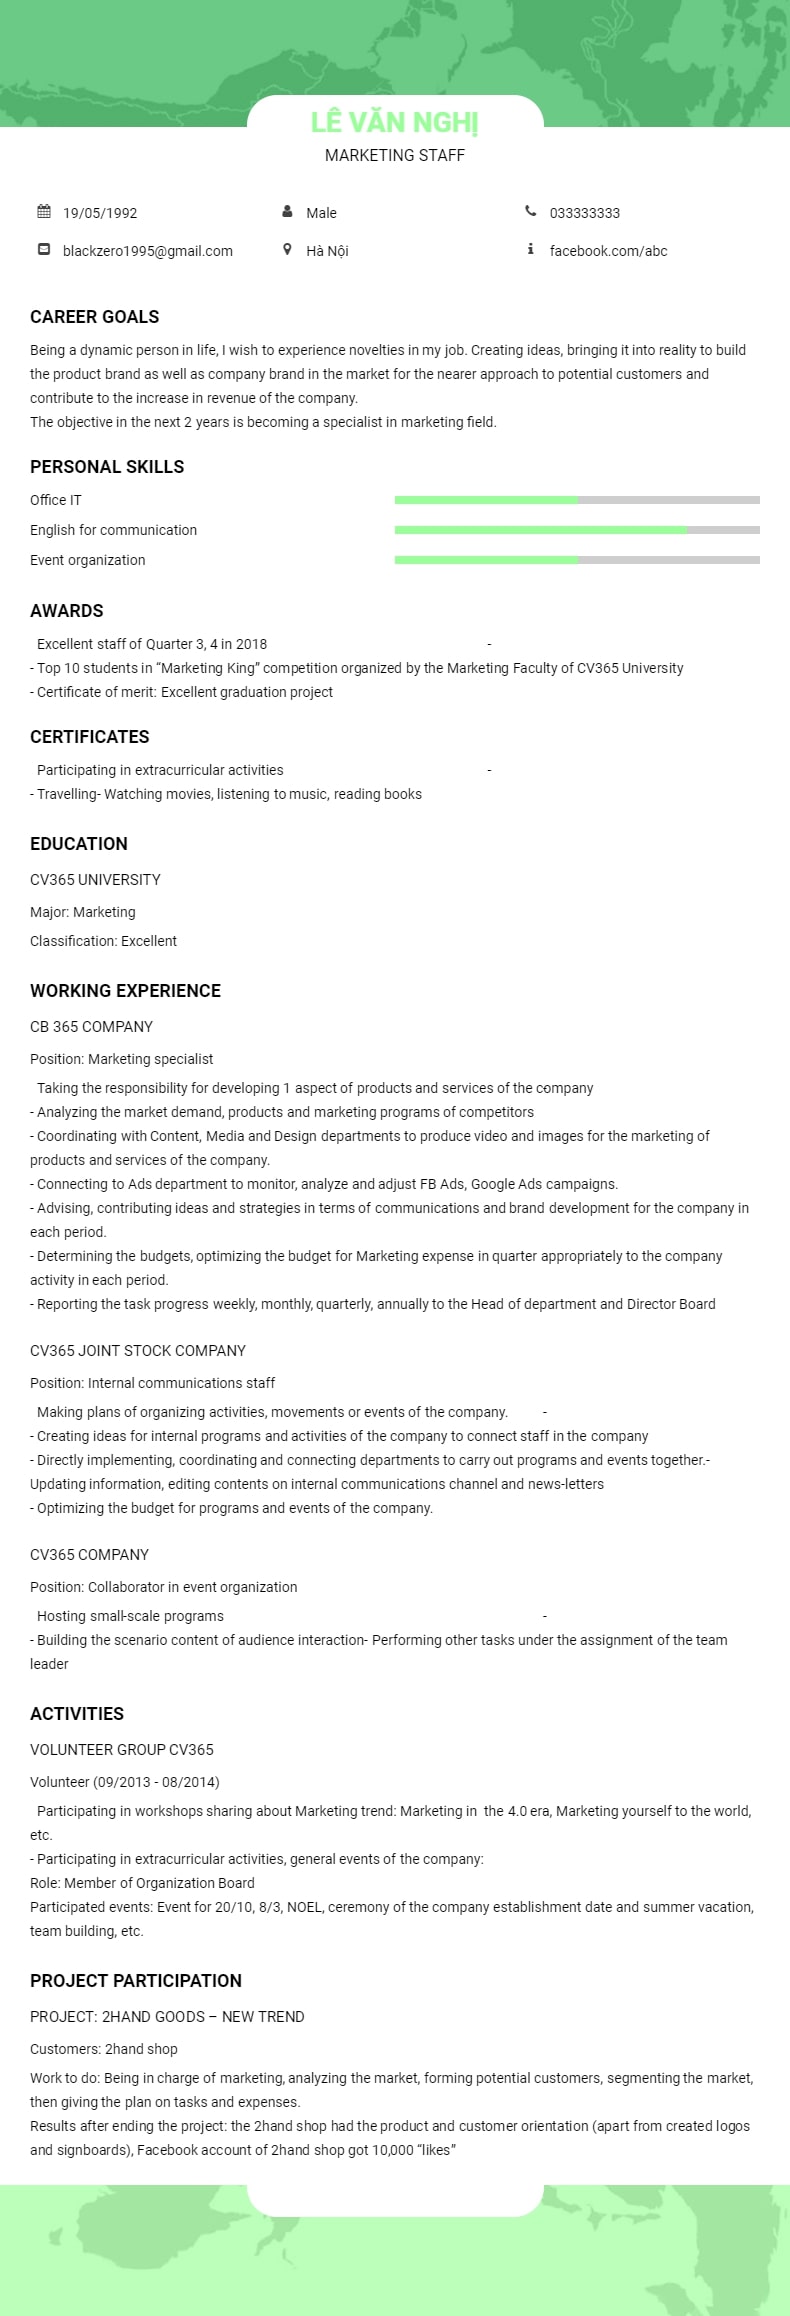 LÊ VĂN NGHỊ
MARKETING STAFF
19/05/1992
Male
033333333
blackzero1995@gmail.com
Hà Nội
facebook.com/abc
CAREER GOALS
Being a dynamic person in life, I wish to experience novelties in my job. Creating ideas, bringing it into reality to build
the product brand as well as company brand in the market for the nearer approach to potential customers and
contribute to the increase in revenue of the company.
The objective in the next 2 years is becoming a specialist in marketing field.
PERSONAL SKILLS
Office IT
English for communication
Event organization
AWARDS
Excellent staff of Quarter 3, 4 in 2018 -
- Top 10 students in “Marketing King” competition organized by the Marketing Faculty of CV365 University
- Certificate of merit: Excellent graduation project
CERTIFICATES
Participating in extracurricular activities -
- Travelling- Watching movies, listening to music, reading books
EDUCATION
CV365 UNIVERSITY
Major: Marketing
Classification: Excellent
WORKING EXPERIENCE
CB 365 COMPANY
Position: Marketing specialist
Taking the responsibility for developing 1 aspect of products and services of the company
- Analyzing the market demand, products and marketing programs of competitors
- Coordinating with Content, Media and Design departments to produce video and images for the marketing of
products and services of the company.
- Connecting to Ads department to monitor, analyze and adjust FB Ads, Google Ads campaigns.
- Advising, contributing ideas and strategies in terms of communications and brand development for the company in
each period.
- Determining the budgets, optimizing the budget for Marketing expense in quarter appropriately to the company
activity in each period.
- Reporting the task progress weekly, monthly, quarterly, annually to the Head of department and Director Board
CV365 JOINT STOCK COMPANY
Position: Internal communications staff
Making plans of organizing activities, movements or events of the company. -
- Creating ideas for internal programs and activities of the company to connect staff in the company
- Directly implementing, coordinating and connecting departments to carry out programs and events together.-
Updating information, editing contents on internal communications channel and news-letters
- Optimizing the budget for programs and events of the company.
CV365 COMPANY
Position: Collaborator in event organization
Hosting small-scale programs -
- Building the scenario content of audience interaction- Performing other tasks under the assignment of the team
leader
ACTIVITIES
VOLUNTEER GROUP CV365
Volunteer (09/2013 - 08/2014)
Participating in workshops sharing about Marketing trend: Marketing in the 4.0 era, Marketing yourself to the world,
etc.
- Participating in extracurricular activities, general events of the company:
Role: Member of Organization Board
Participated events: Event for 20/10, 8/3, NOEL, ceremony of the company establishment date and summer vacation,
team building, etc.
PROJECT PARTICIPATION
PROJECT: 2HAND GOODS – NEW TREND
Customers: 2hand shop
Work to do: Being in charge of marketing, analyzing the market, forming potential customers, segmenting the market,
then giving the plan on tasks and expenses.
Results after ending the project: the 2hand shop had the product and customer orientation (apart from created logos
and signboards), Facebook account of 2hand shop got 10,000 “likes”